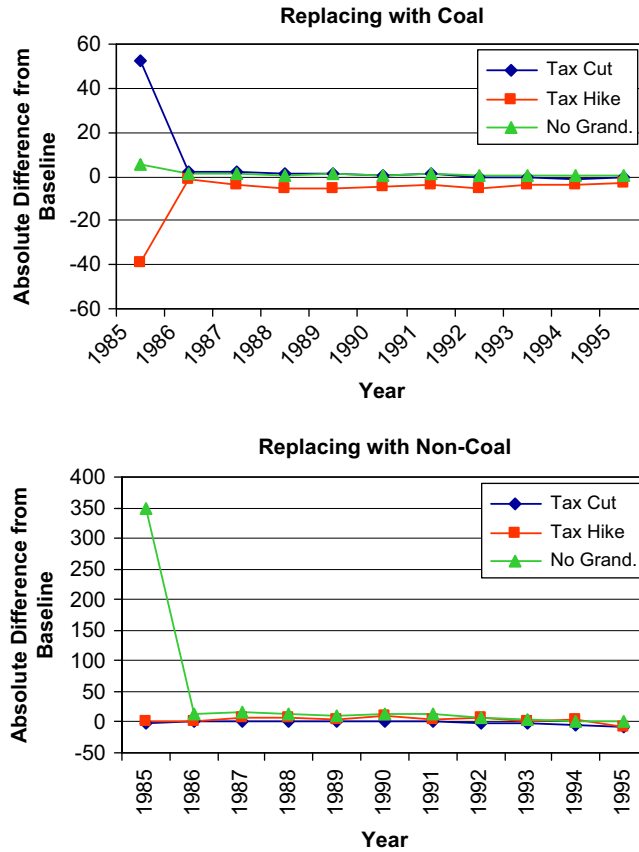 Replacing with Coal
Absolute Difference from
Baseline
60
40
20
0
-20
-40
-60
Tax Cut
Tax Hike
No Grand.
1985
1986
1987
1988
1989
1990
1991
1992
1993
1994
1995
Year
Replacing with Non-Coal
Absolute Difference from
Baseline
400
350
300
250
200
150
100
50
0
-50
Tax Cut
Tax Hike
No Grand.
1985
1986
1987
1988
1989
1990
1991
1992
1993
1994
1995
Year